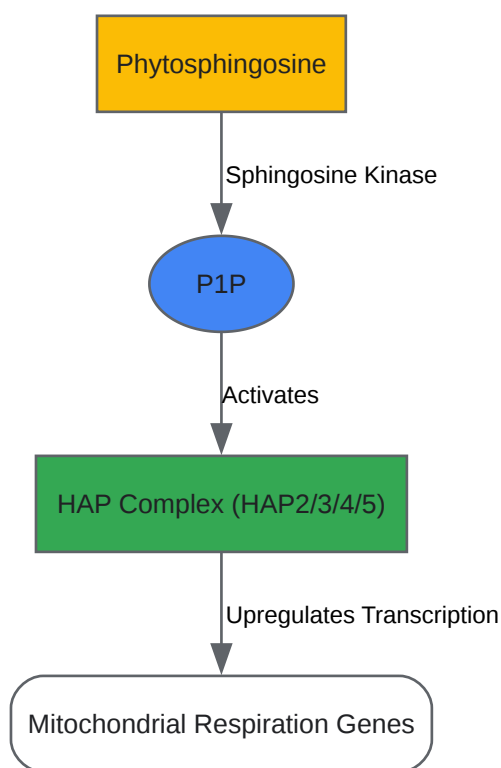 Phytosphingosine
Sphingosine Kinase
P1P
Activates
HAP Complex (HAP2/3/4/5)
Upregulates Transcription
Mitochondrial Respiration Genes